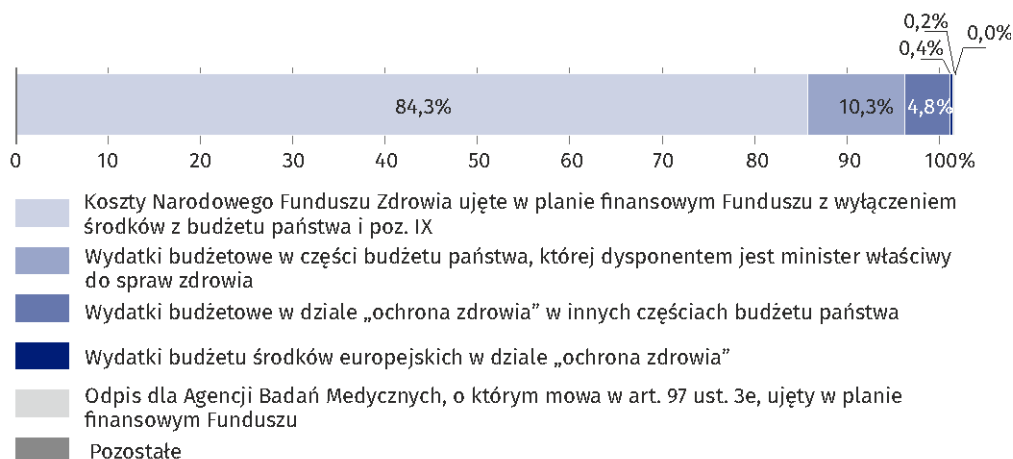 0,2%
0,0%
0,4%
84,3%
10,3%
4,8%
0
10
20
30
40
50
60
70
80
90
100%
Koszty Narodowego Funduszu Zdrowia ujęte w planie finansowym Funduszu z wyłączeniem
środków z budżetu państwa i poz. IX
Wydatki budżetowe w części budżetu państwa, której dysponentem jest minister właściwy
do spraw zdrowia
Wydatki budżetowe w dziale „ochrona zdrowia” w innych częściach budżetu państwa
Wydatki budżetu środków europejskich w dziale „ochrona zdrowia”
Odpis dla Agencji Badań Medycznych, o którym mowa w art. 97 ust. 3e, ujęty w planie
finansowym Funduszu
Pozostałe